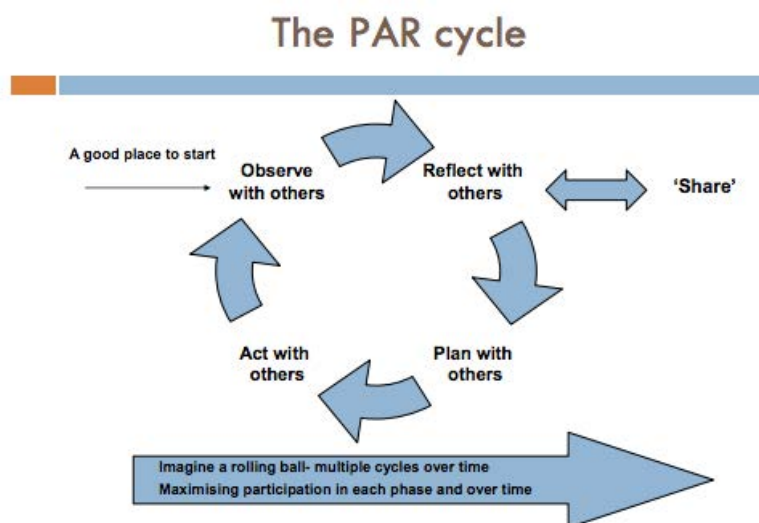 The PAR cycle
A good place to start
Observe
with others
Reflect with
others
‘Share’
Plan with
others
Act with
others
Imagine a rolling ball- multiple cycles over time
Maximising participation in each phase and over time